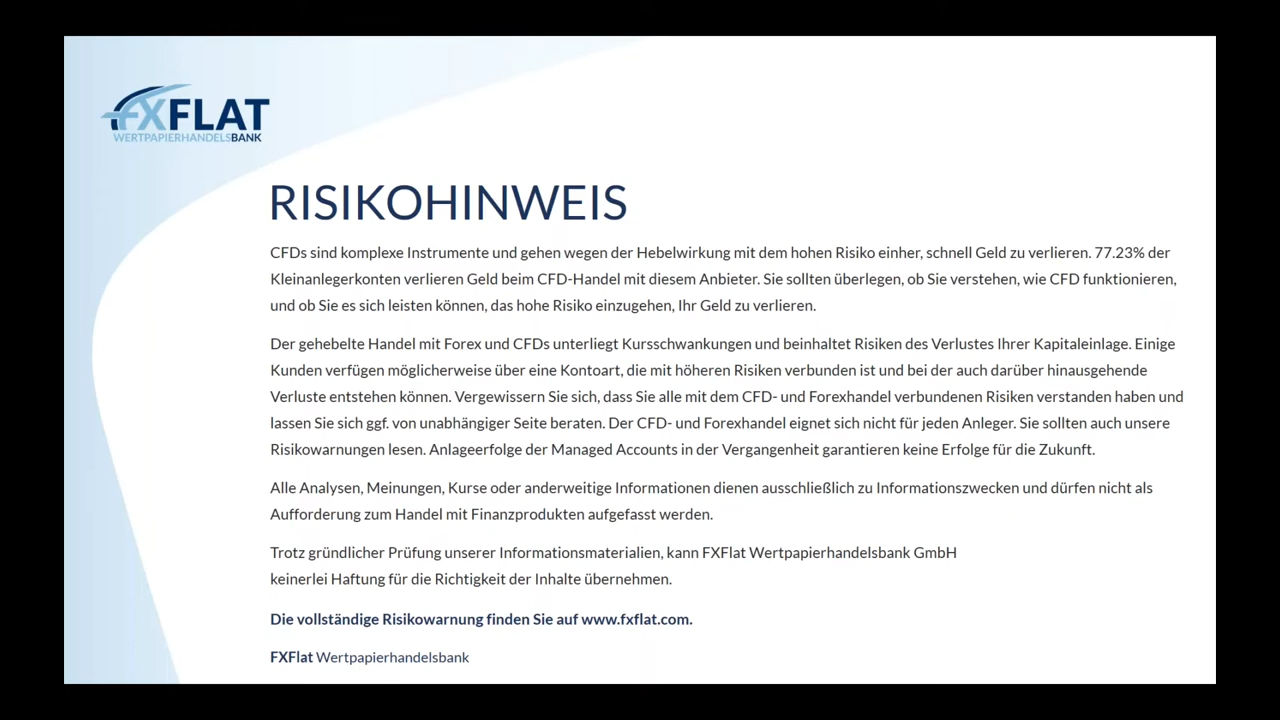 FXFLAT
WERTPAPIERHANDELSBANK
RISIKOHINWEIS
CFDs sind komplexe Instrumente und gehen wegen der Hebelwirkung mit dem hohen Risiko einher, schnell Geld zu verlieren. 77.23% der
Kleinanlegerkonten verlieren Geld beim CFD-Handel mit diesem Anbieter. Sie sollten überlegen, ob Sie verstehen, wie CFD funktionieren,
und ob Sie es sich leisten können, das hohe Risiko einzugehen, Ihr Geld zu verlieren.
Der gehebelte Handel mit Forex und CFDs unterliegt Kursschwankungen und beinhaltet Risiken des Verlustes Ihrer Kapitaleinlage. Einige
Kunden verfügen möglicherweise über eine Kontoart, die mit höheren Risiken verbunden ist und bei der auch darüber hinausgehende
Verluste entstehen können. Vergewissern Sie sich, dass Sie alle mit dem CFD- und Forexhandel verbundenen Risiken verstanden haben und
lassen Sie sich ggf. von unabhängiger Seite beraten. Der CFD- und Forexhandel eignet sich nicht für jeden Anleger. Sie sollten auch unsere
Risikowarnungen lesen. Anlageerfolge der Managed Accounts in der Vergangenheit garantieren keine Erfolge für die Zukunft.
Alle Analysen, Meinungen, Kurse oder anderweitige Informationen dienen ausschließlich zu Informationszwecken und dürfen nicht als
Aufforderung zum Handel mit Finanzprodukten aufgefasst werden.
Trotz gründlicher Prüfung unserer Informationsmaterialien, kann FXFlat Wertpapierhandelsbank GmbH
keinerlei Haftung für die Richtigkeit der Inhalte übernehmen.
Die vollständige Risikowarnung finden Sie auf www.fxflat.com.
FXFlat Wertpapierhandelsbank